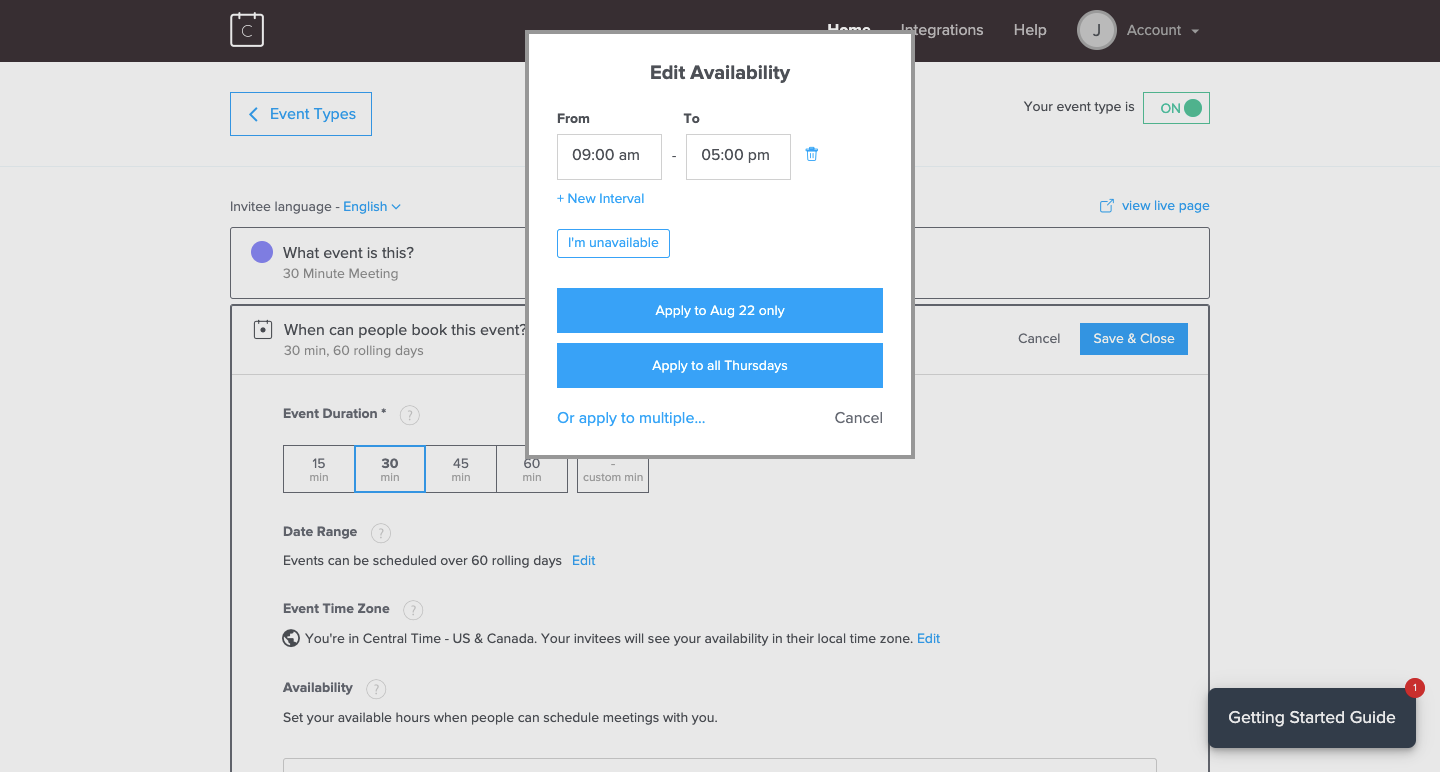 C
Home
Integrations
Help
J
Account
Event Types
Your event type is
ON
Edit Availability
From
To
09:00 am - 05:00 pm
+ New Interval
I'm unavailable
Apply to Aug 22 only
Apply to all Thursdays
Or apply to multiple...
Cancel
Invitee language - English
view live page
What event is this?
30 Minute Meeting
When can people book this event?
30 min, 60 rolling days
Cancel
Save & Close
Event Duration * ?
15 min
30 min
45 min
60 min
- custom min
Date Range ?
Events can be scheduled over 60 rolling days Edit
Event Time Zone ?
You're in Central Time - US & Canada. Your invitees will see your availability in their local time zone. Edit
Availability ?
Set your available hours when people can schedule meetings with you.
1
Getting Started Guide